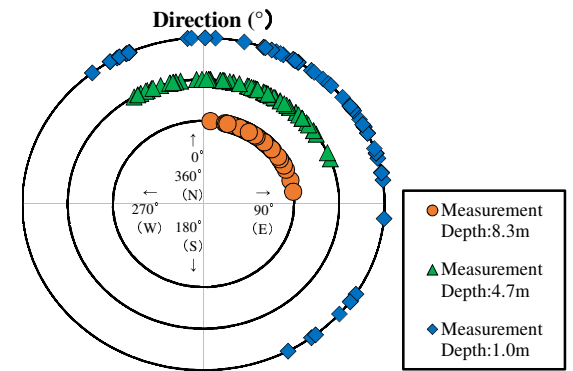 Direction (°)
↑
0°
360°
(N)
←
→
270°
(W)
90°
(E)
180°
(S)
↓
Measurement
Depth:8.3m
Measurement
Depth:4.7m
Measurement
Depth:1.0m